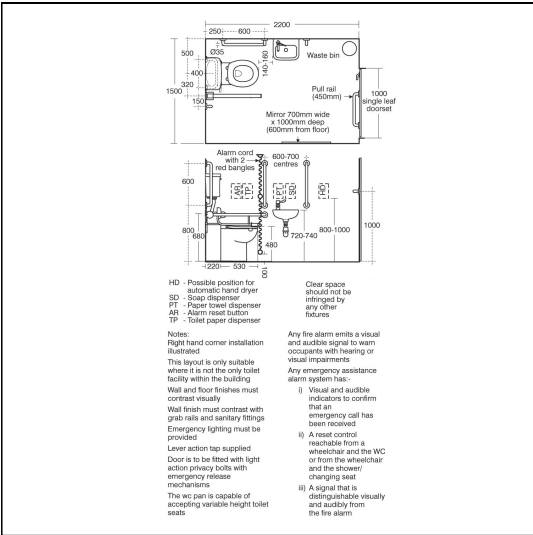 2200
250
600
Ø35
500
400
320
1500
150
140-160
Waste bin
Pull rail
(450mm)
1000
single leaf
doorset
Mirror 700mm wide
x 1000mm deep
(600mm from floor)
Alarm cord
with 2
red bangles
600-700
centres
600
AR
TP
PT
SD
HD
800
680
480
720-740
800-1000
1000
220
530
100
HD - Possible position for
automatic hand dryer
SD - Soap dispenser
PT - Paper towel dispenser
AR - Alarm reset button
TP - Toilet paper dispenser
Clear space
should not be
infringed by
any other
fixtures
Notes:
Right hand corner installation
illustrated
This layout is only suitable
where it is not the only toilet
facility within the building
Wall and floor finishes must
contrast visually
Wall finish must contrast with
grab rails and sanitary fittings
Emergency lighting must be
provided
Lever action tap supplied
Door is to be fitted with light
action privacy bolts with
emergency release
mechanisms
The wc pan is capable of
accepting variable height toilet
seats
Any fire alarm emits a visual
and audible signal to warn
occupants with hearing or
visual impairments
Any emergency assistance
alarm system has:-
i) Visual and audible
indicators to confirm
that an
emergency call has
been received
ii) A reset control
reachable from a
wheelchair and the WC
or from the wheelchair
and the shower/
changing seat
iii) A signal that is
distinguishable visually
and audibly from
the fire alarm